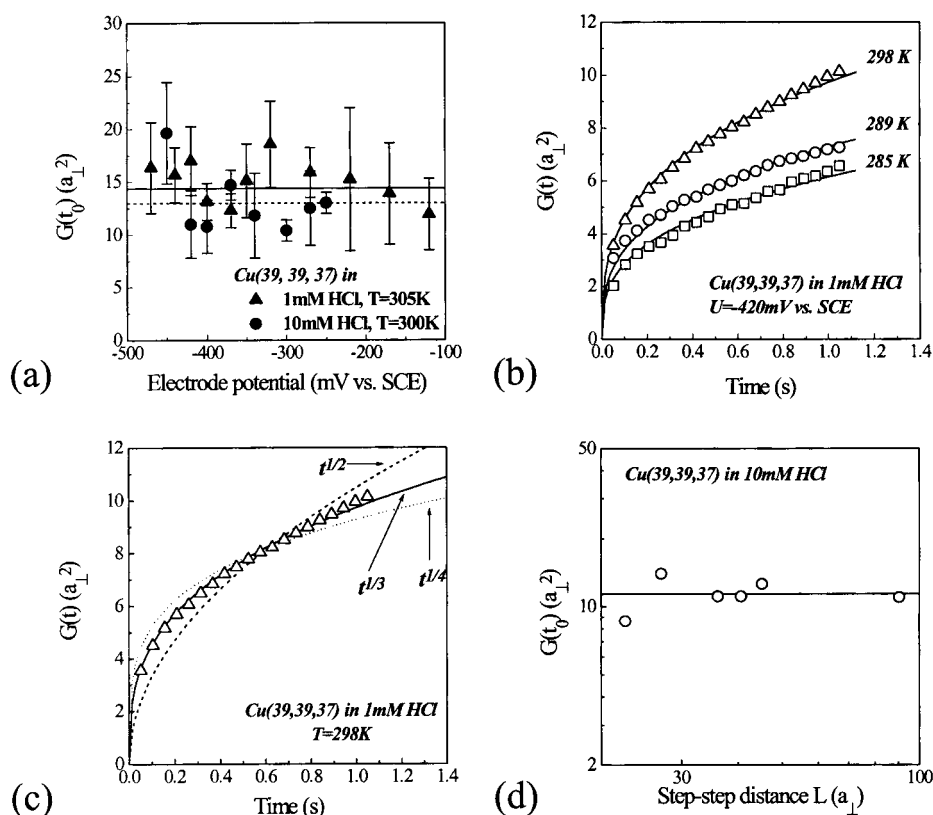 30
25
20
15
10
5
0
G(t₀) (a⊥²)
Cu(39, 39, 37) in
▲ 1mM HCl, T=305K
● 10mM HCl, T=300K
-500 -400 -300 -200 -100
Electrode potential (mV vs. SCE)
(a)
12
10
8
6
4
2
0
G(t) (a⊥²)
298 K
289 K
285 K
Cu(39,39,37) in 1mM HCl
U=-420mV vs. SCE
0.0 0.2 0.4 0.6 0.8 1.0 1.2 1.4
Time (s)
(b)
12
10
8
6
4
2
0
G(t) (a⊥²)
t1/2
t1/3
t1/4
Cu(39,39,37) in 1mM HCl
T=298K
0.0 0.2 0.4 0.6 0.8 1.0 1.2 1.4
Time (s)
(c)
50
10
2
G(t₀) (a⊥²)
Cu(39,39,37) in 10mM HCl
30 100
Step-step distance L (a⊥)
(d)